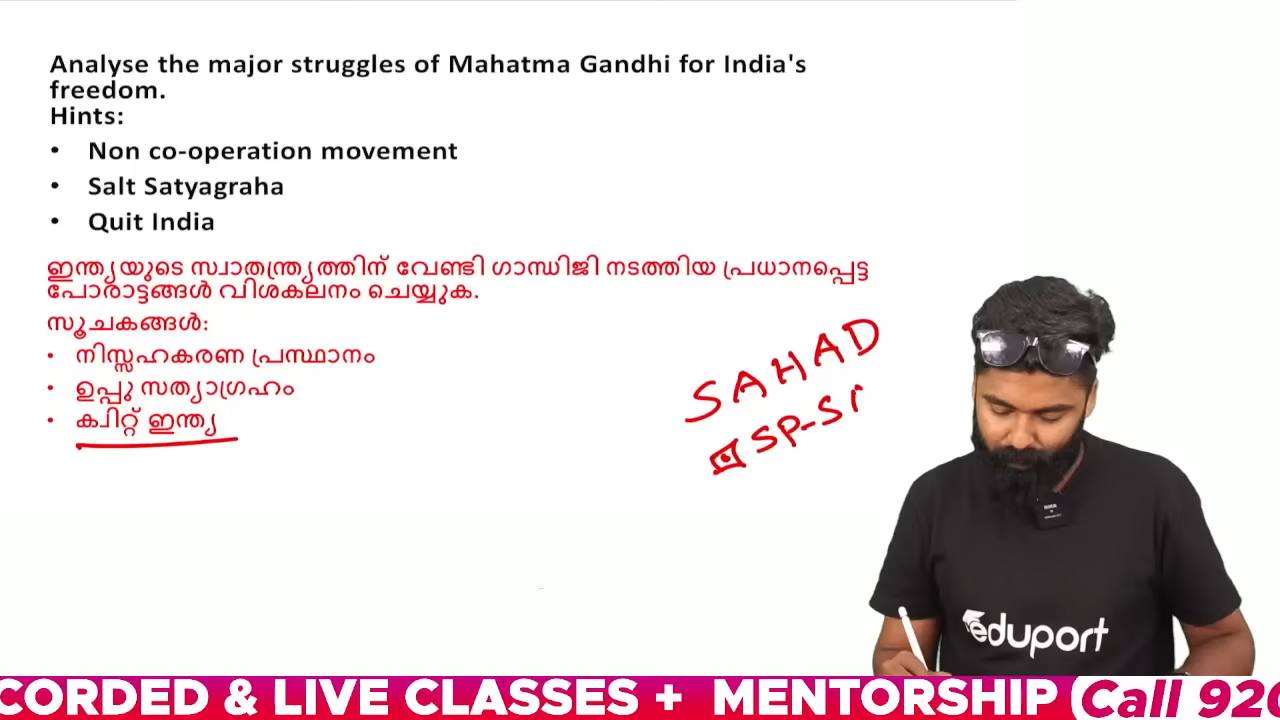 Analyse the major struggles of Mahatma Gandhi for India's
freedom.
Hints:
• Non co-operation movement
• Salt Satyagraha
• Quit India
ഇന്ത്യയുടെ സ്വാതന്ത്ര്യത്തിന് വേണ്ടി ഗാന്ധിജി നടത്തിയ പ്രധാനപ്പെട്ട
പോരാട്ടങ്ങൾ വിശകലനം ചെയ്യുക.
സൂചകങ്ങൾ:
• നിസ്സഹകരണ പ്രസ്ഥാനം
• ഉപ്പു സത്യാഗ്രഹം
• ക്വിറ്റ് ഇന്ത്യ
SAHAD
SP-SI
eduport
CORDED & LIVE CLASSES + MENTORSHIP (Call 920